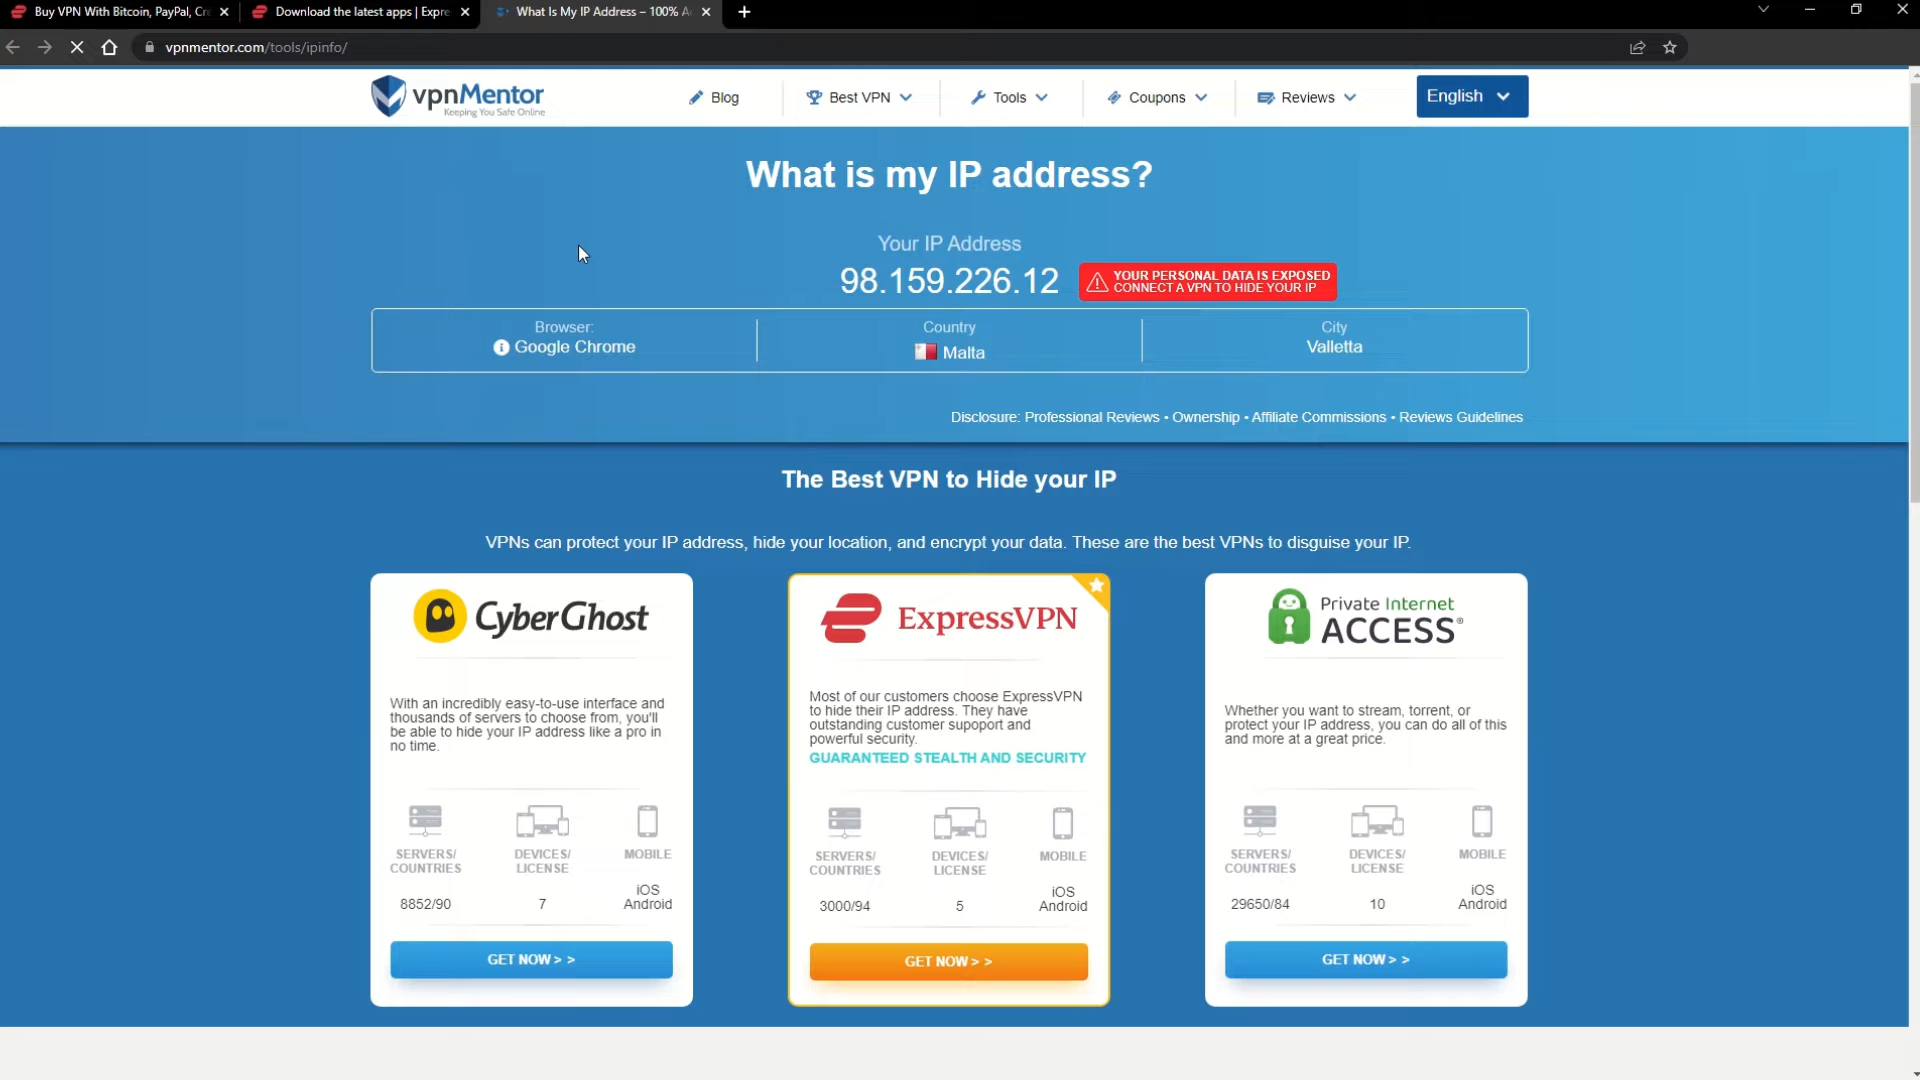 Buy VPN With Bitcoin, PayPal, Cr
Download the latest apps | Expre
What Is My IP Address – 100% A
vpnmentor.com/tools/ipinfo/
vpnMentor
Keeping You Safe Online
Blog
Best VPN
Tools
Coupons
Reviews
English
What is my IP address?
Your IP Address
98.159.226.12
YOUR PERSONAL DATA IS EXPOSED
CONNECT A VPN TO HIDE YOUR IP
Browser:
Google Chrome
Country
Malta
City
Valletta
Disclosure: Professional Reviews • Ownership • Affiliate Commissions • Reviews Guidelines
The Best VPN to Hide your IP
VPNs can protect your IP address, hide your location, and encrypt your data. These are the best VPNs to disguise your IP.
CyberGhost
With an incredibly easy-to-use interface and
thousands of servers to choose from, you'll
be able to hide your IP address like a pro in
no time.
SERVERS/
COUNTRIES
DEVICES/
LICENSE
MOBILE
8852/90
7
iOS
Android
GET NOW > >
ExpressVPN
Most of our customers choose ExpressVPN
to hide their IP address. They have
outstanding customer supoport and
powerful security.
GUARANTEED STEALTH AND SECURITY
SERVERS/
COUNTRIES
DEVICES/
LICENSE
MOBILE
3000/94
5
iOS
Android
GET NOW > >
Private Internet
ACCESS®
Whether you want to stream, torrent, or
protect your IP address, you can do all of this
and more at a great price.
SERVERS/
COUNTRIES
DEVICES/
LICENSE
MOBILE
29650/84
10
iOS
Android
GET NOW > >